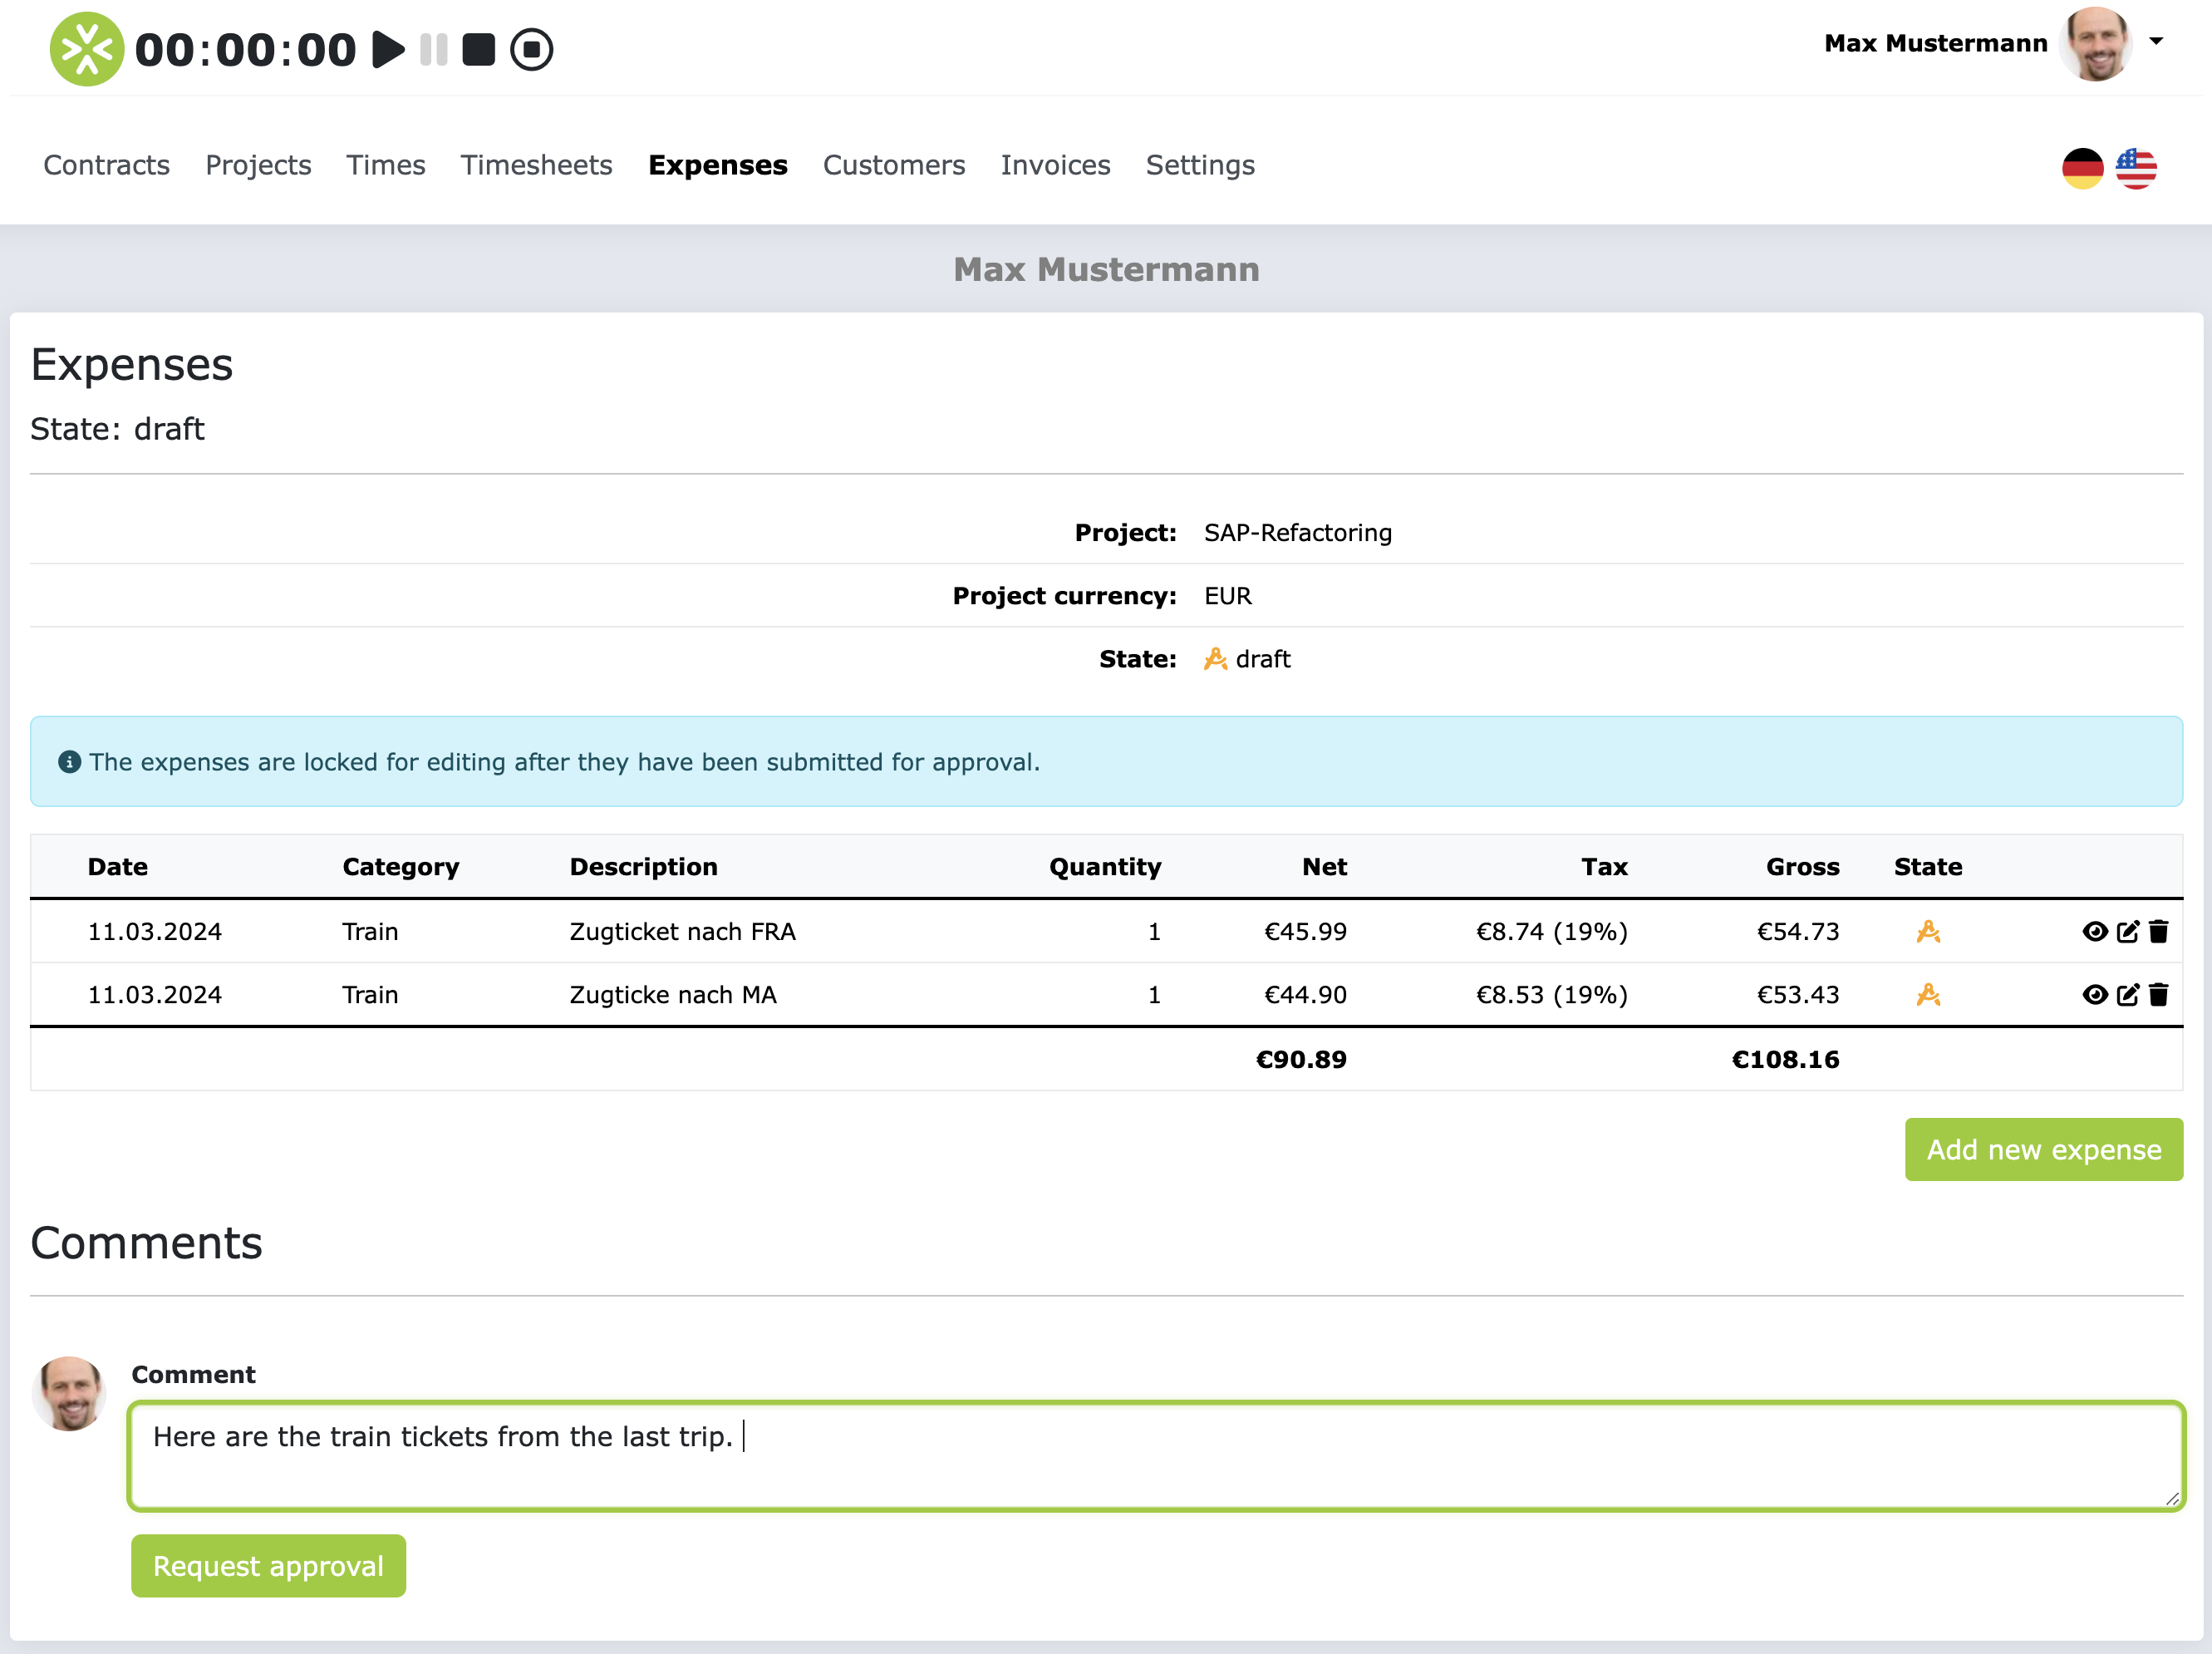 00:00:00
Max Mustermann
Contracts Projects Times Timesheets Expenses Customers Invoices Settings
Max Mustermann
Expenses
State: draft
Project: SAP-Refactoring
Project currency: EUR
State: draft
The expenses are locked for editing after they have been submitted for approval.
Date Category Description Quantity Net Tax Gross State
11.03.2024 Train Zugticket nach FRA 1 €45.99 €8.74 (19%) €54.73
11.03.2024 Train Zugticke nach MA 1 €44.90 €8.53 (19%) €53.43
€90.89 €108.16
Add new expense
Comments
Comment
Here are the train tickets from the last trip.
Request approval